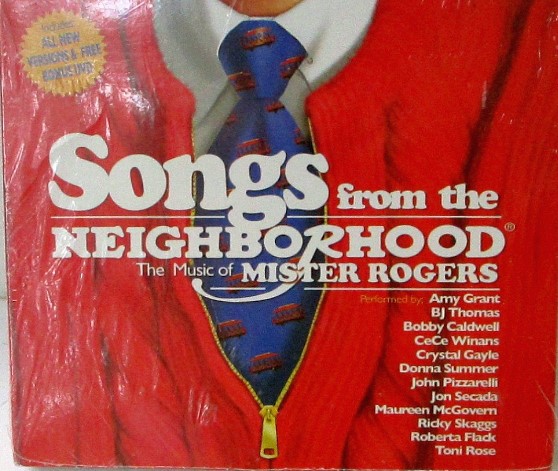 Includes
ALL NEW
VERSIONS & FREE
BONUS DVD
Songs from the
NEIGHBORHOOD®
The Music of MISTER ROGERS
Performed by: Amy Grant
BJ Thomas
Bobby Caldwell
CeCe Winans
Crystal Gayle
Donna Summer
John Pizzarelli
Jon Secada
Maureen McGovern
Ricky Skaggs
Roberta Flack
Toni Rose